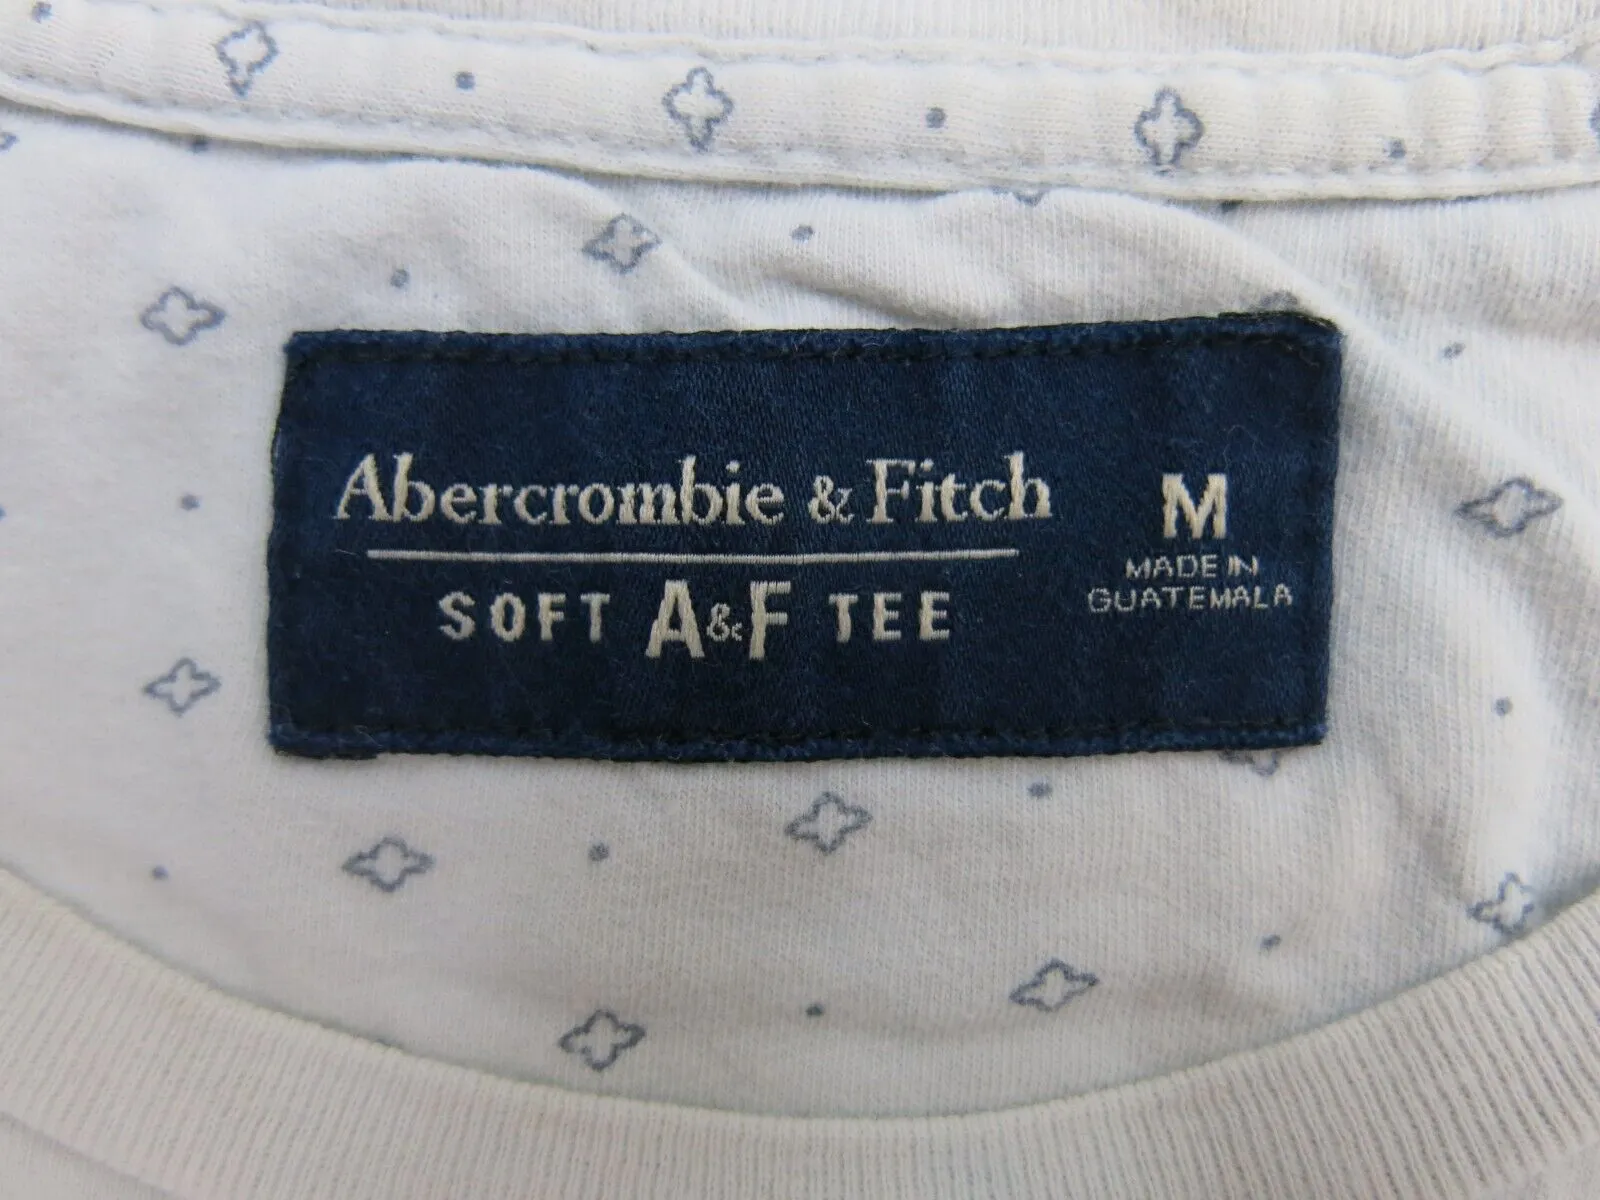 Abercrombie & Fitch
SOFT A&F TEE
M
MADE IN
GUATEMALA